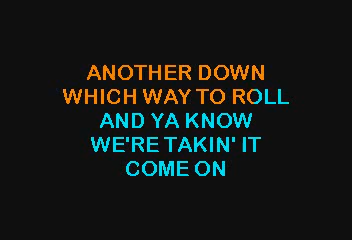 ANOTHER DOWN
WHICH WAY TO ROLL
AND YA KNOW
WE'RE TAKIN' IT
COME ON